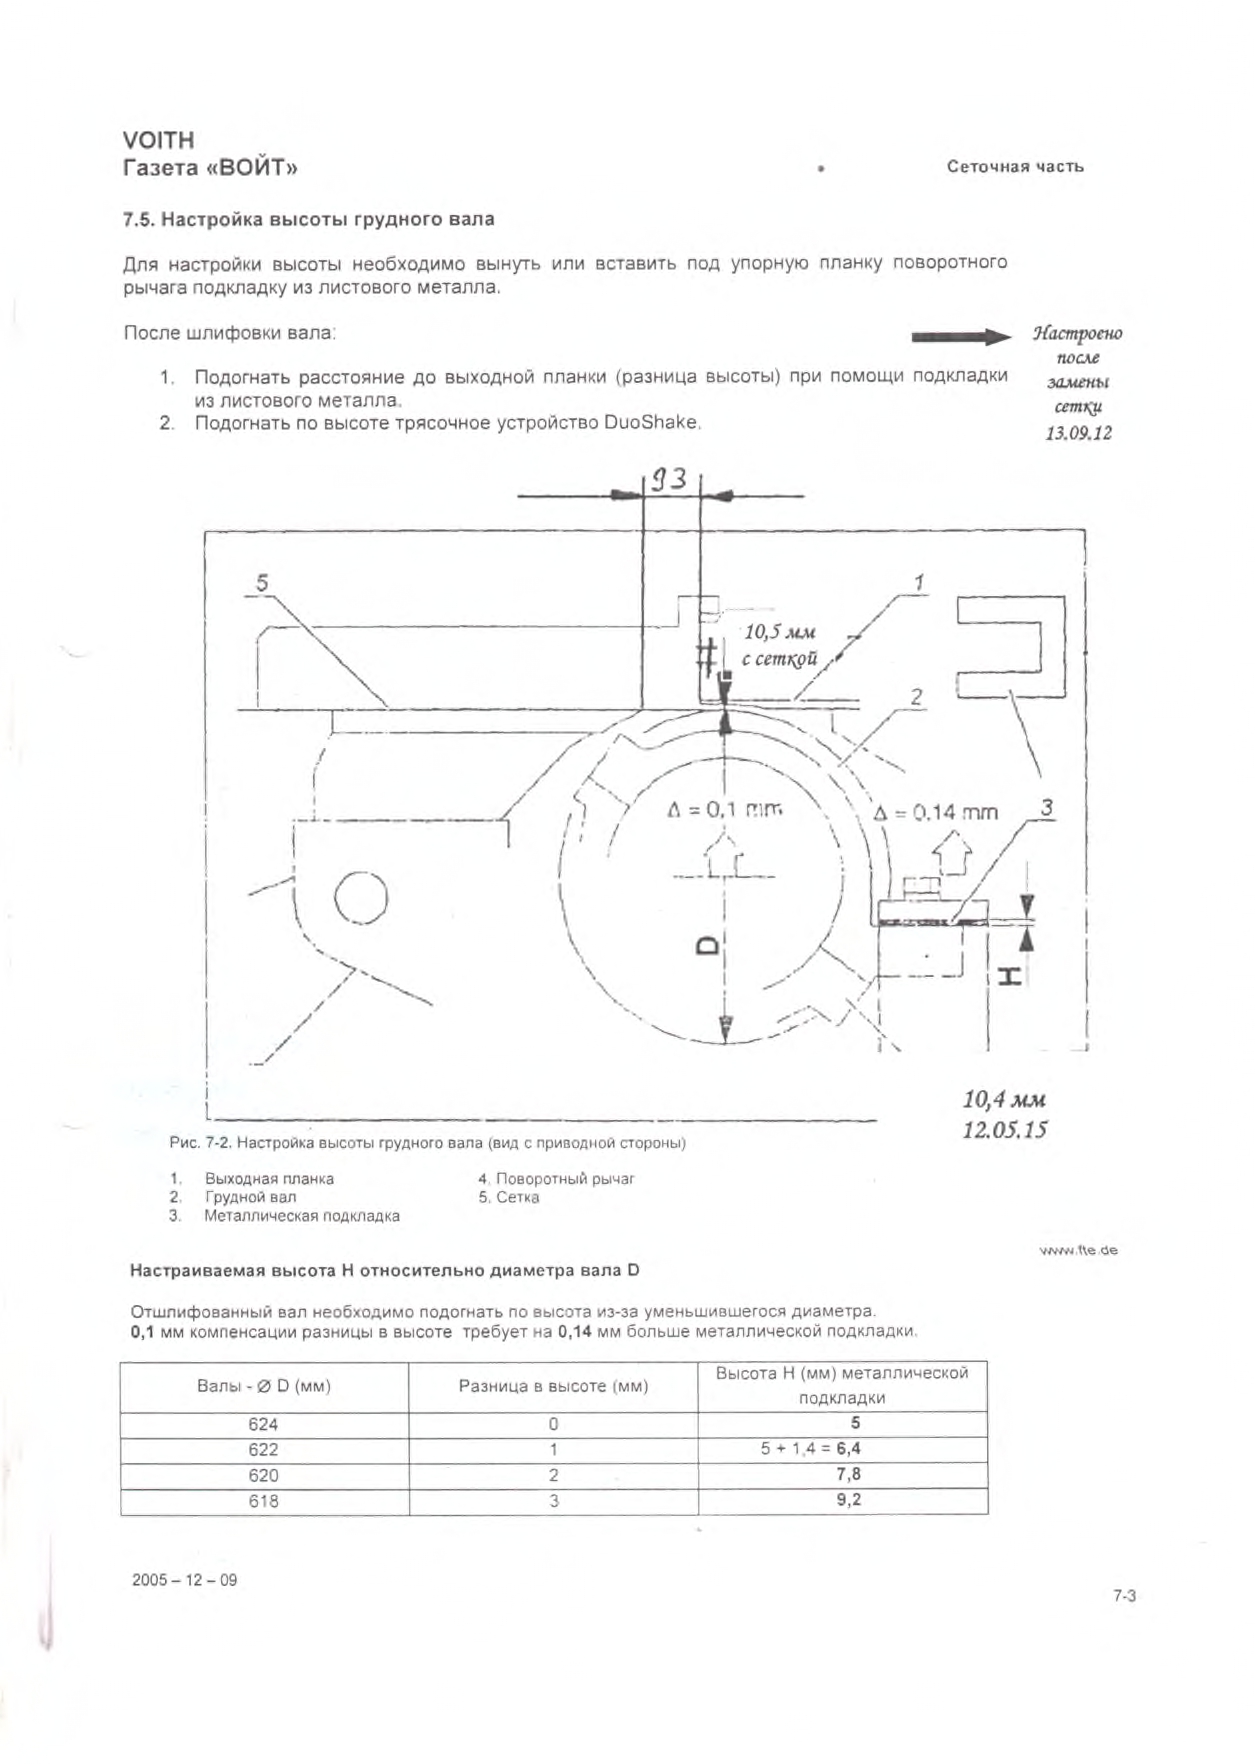 VOITH
Газета «ВОЙТ»
Сеточная часть
7.5. Настройка высоты грудного вала
Для настройки высоты необходимо вынуть или вставить под упорную планку поворотного
рычага подкладку из листового металла.
После шлифовки вала:
Настроено
после
замены
сетки
13.09.12
1. Подогнать расстояние до выходной планки (разница высоты) при помощи подкладки
из листового металла.
2. Подогнать по высоте трясочное устройство DuoShake.
93
5
1
10,5 мм
с сеткой
2
Δ = 0,1 mm
Δ = 0.14 mm
3
D
H
10,4 мм
12.05.15
Рис. 7-2. Настройка высоты грудного вала (вид с приводной стороны)
1. Выходная планка
2. Грудной вал
3. Металлическая подкладка
4. Поворотный рычаг
5. Сетка
www.fte.de
Настраиваемая высота Н относительно диаметра вала D
Отшлифованный вал необходимо подогнать по высота из-за уменьшившегося диаметра.
0,1 мм компенсации разницы в высоте требует на 0,14 мм больше металлической подкладки.
Валы - Ø D (мм) Разница в высоте (мм) Высота Н (мм) металлической
подкладки
624 0 5
622 1 5 + 1,4 = 6,4
620 2 7,8
618 3 9,2
2005 – 12 – 09
7-3